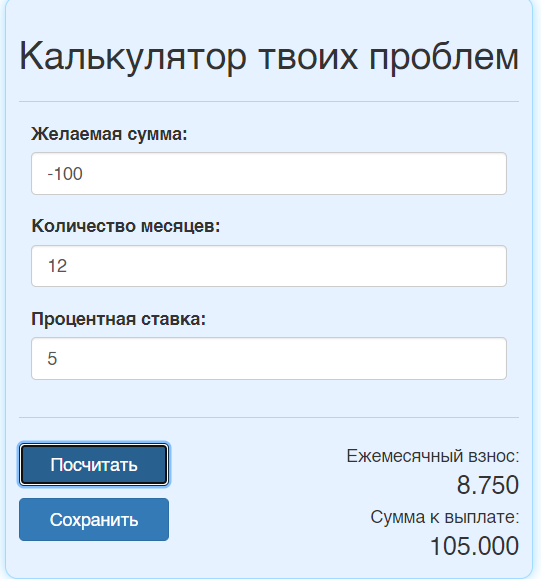 Калькулятор твоих проблем
Желаемая сумма:
-100
Количество месяцев:
12
Процентная ставка:
5
Посчитать
Сохранить
Ежемесячный взнос:
8.750
Сумма к выплате:
105.000